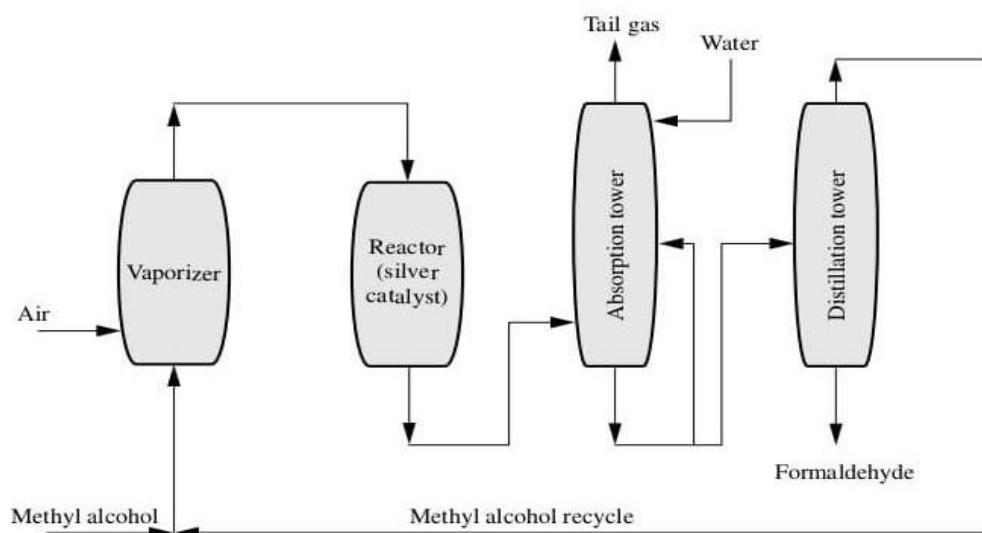 Tail gas
Water
Vaporizer
Reactor
(silver
catalyst)
Absorption tower
Distillation tower
Air
Formaldehyde
Methyl alcohol
Methyl alcohol recycle